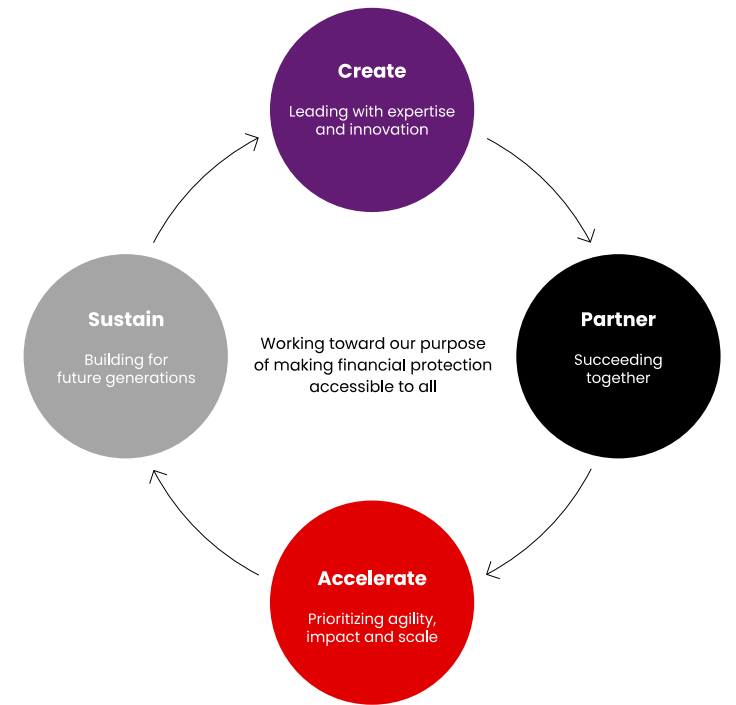 Create
Leading with expertise
and innovation
Partner
Succeeding
together
Accelerate
Prioritizing agility,
impact and scale
Sustain
Building for
future generations
Working toward our purpose
of making financial protection
accessible to all